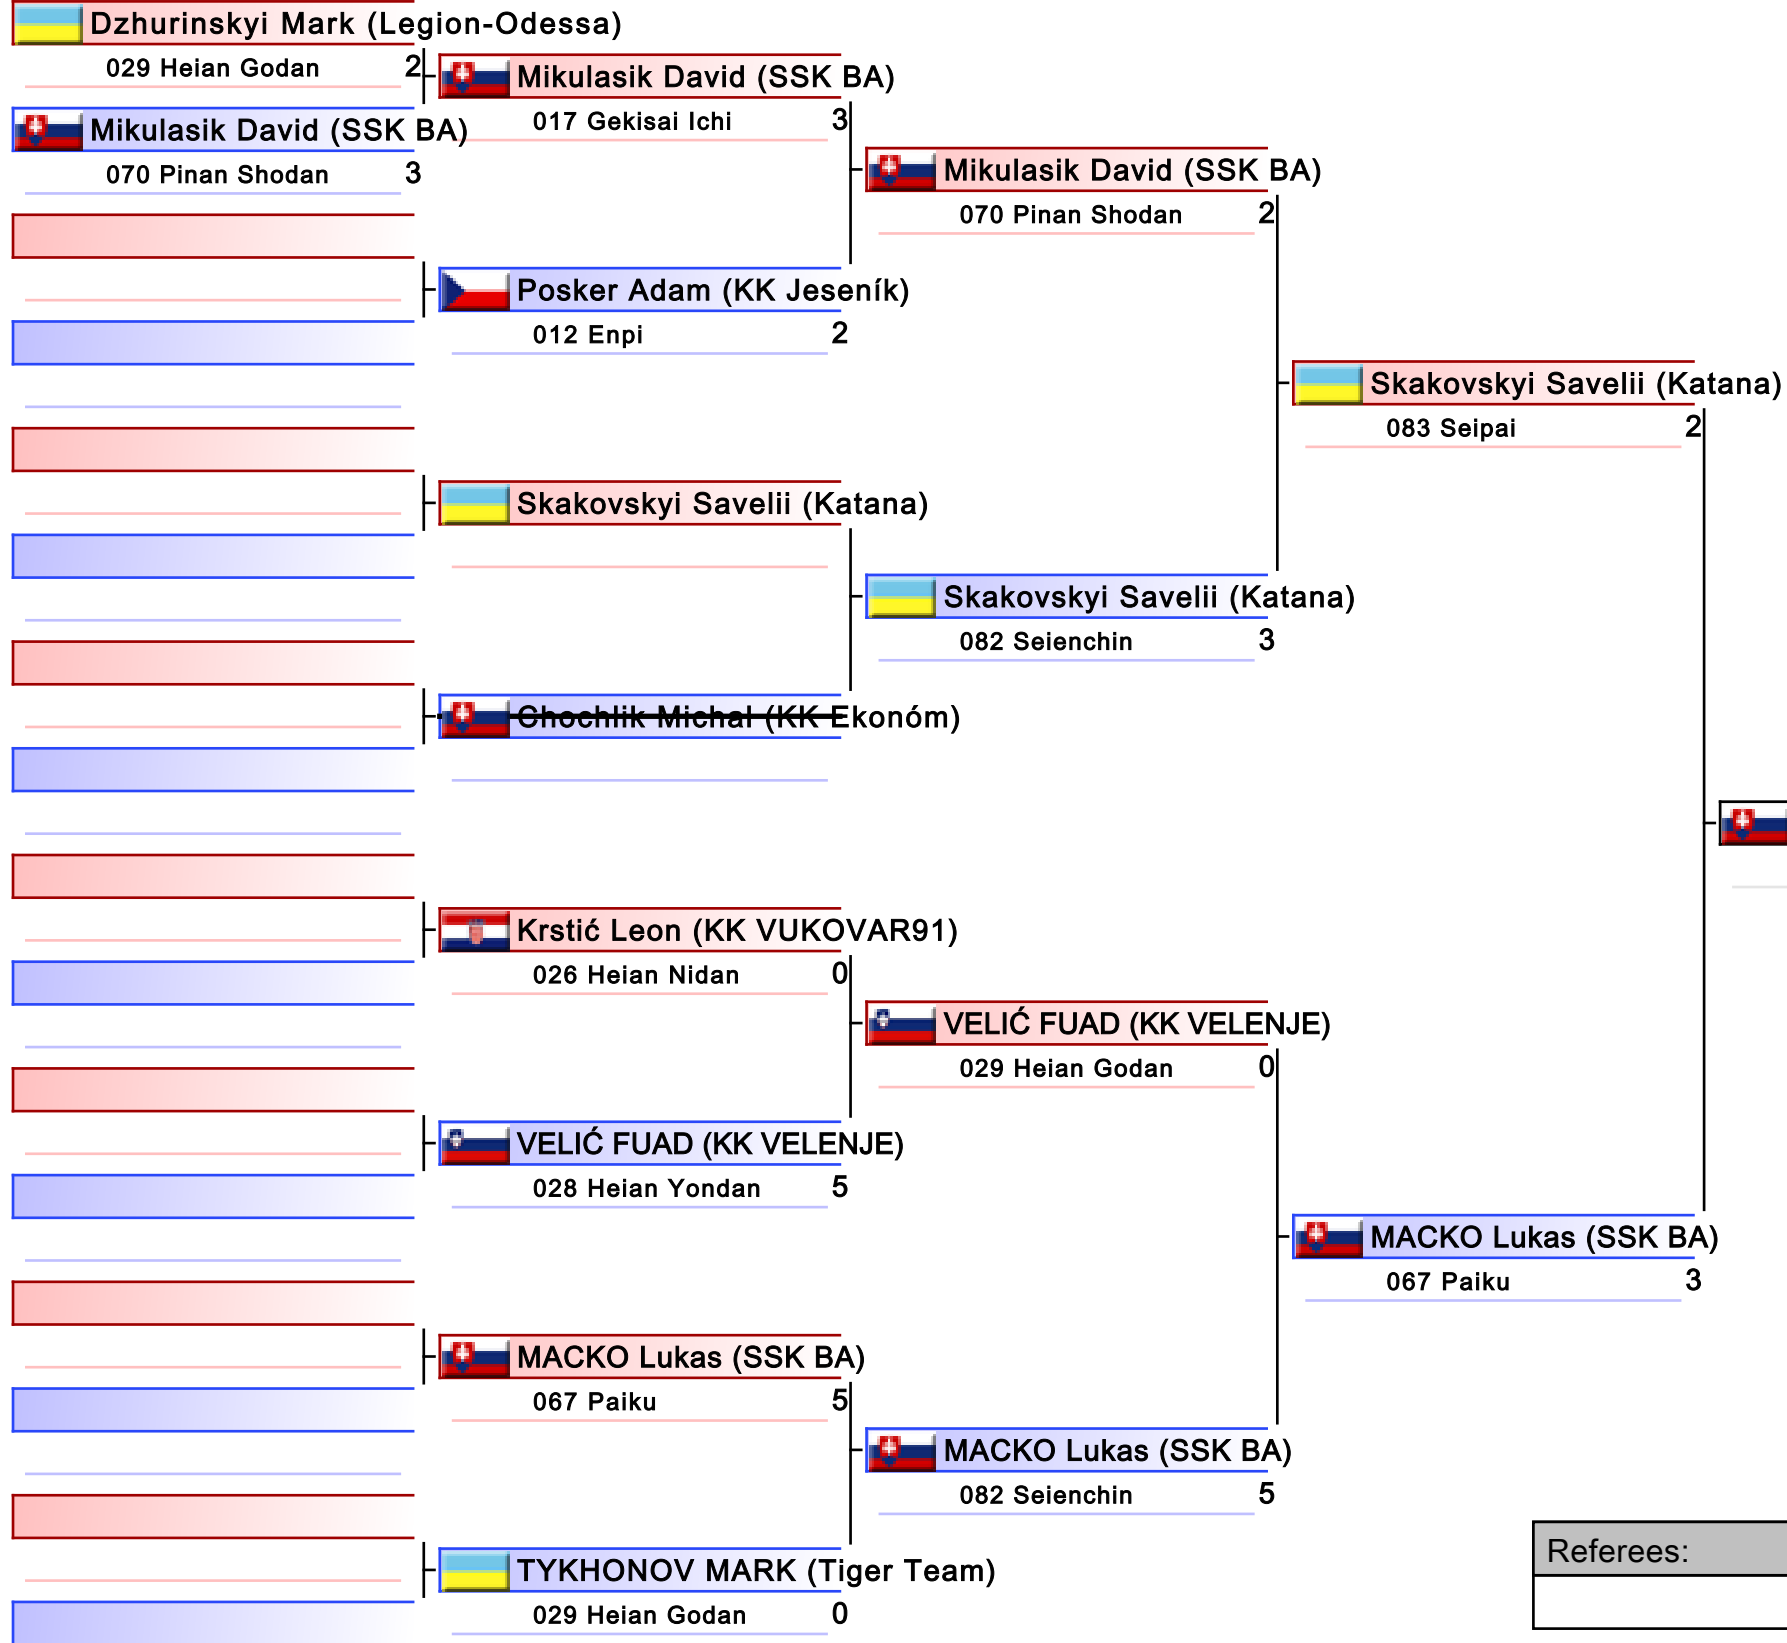 Dzhurinskyi Mark (Legion-Odessa)
029 Heian Godan 2
Mikulasik David (SSK BA)
070 Pinan Shodan 3
Mikulasik David (SSK BA)
017 Gekisai Ichi 3
Posker Adam (KK Jeseník)
012 Enpi 2
Skakovskyi Savelii (Katana)
Chochlik Michal (KK Ekonóm)
Krstić Leon (KK VUKOVAR91)
026 Heian Nidan 0
VELIĆ FUAD (KK VELENJE)
028 Heian Yondan 5
MACKO Lukas (SSK BA)
067 Paiku 5
TYKHONOV MARK (Tiger Team)
029 Heian Godan 0
Mikulasik David (SSK BA)
070 Pinan Shodan 2
Skakovskyi Savelii (Katana)
082 Seienchin 3
VELIĆ FUAD (KK VELENJE)
029 Heian Godan 0
MACKO Lukas (SSK BA)
082 Seienchin 5
Skakovskyi Savelii (Katana)
083 Seipai 2
MACKO Lukas (SSK BA)
067 Paiku 3
Referees: